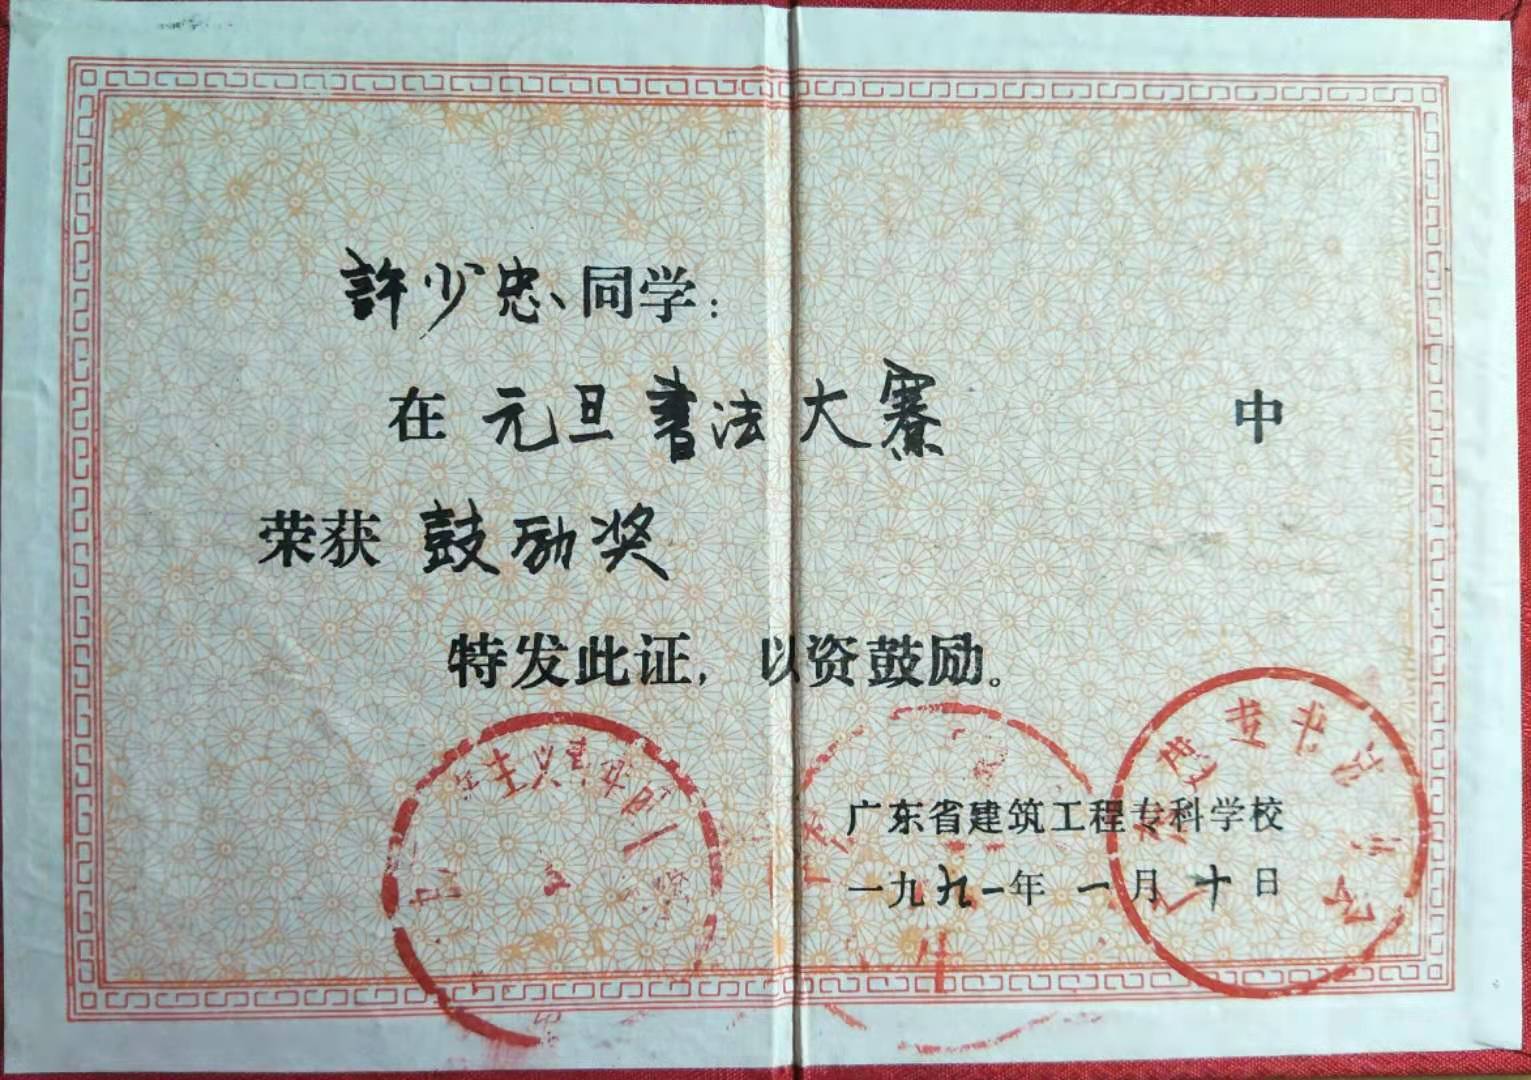 許少忠、同学：
在 元旦書法大賽 中
荣获 鼓励奖
特发此证，以资鼓励。
广东省建筑工程专科学校
一九九一年 一月十日